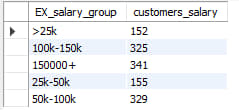 EX_salary_group customers_salary
>25k 152
100k-150k 325
150000+ 341
25k-50k 155
50k-100k 329